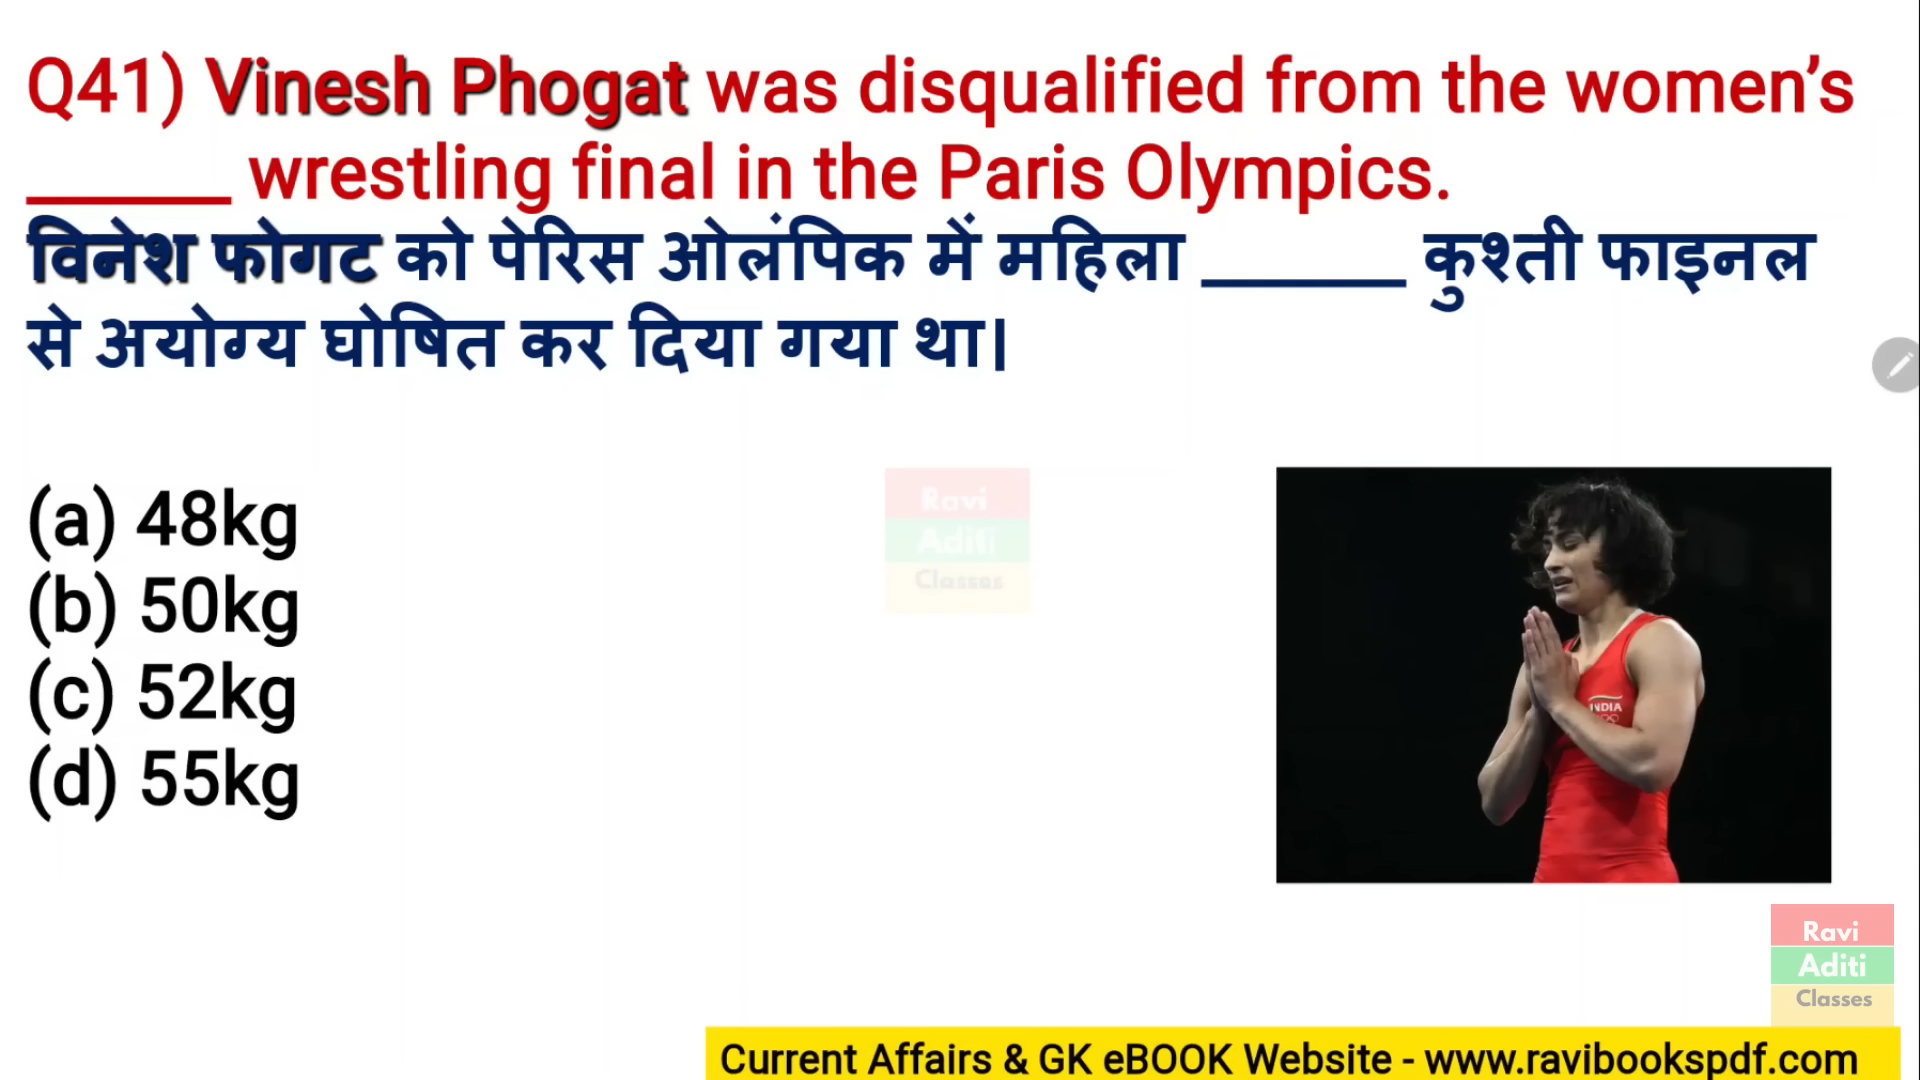 Q41) Vinesh Phogat was disqualified from the women’s
______ wrestling final in the Paris Olympics.
विनेश फोगट को पेरिस ओलंपिक में महिला ______ कुश्ती फाइनल
से अयोग्य घोषित कर दिया गया था।
(a) 48kg
(b) 50kg
(c) 52kg
(d) 55kg
Ravi
Aditi
Classes
INDIA
Ravi
Aditi
Classes
Current Affairs & GK eBOOK Website - www.ravibookspdf.com